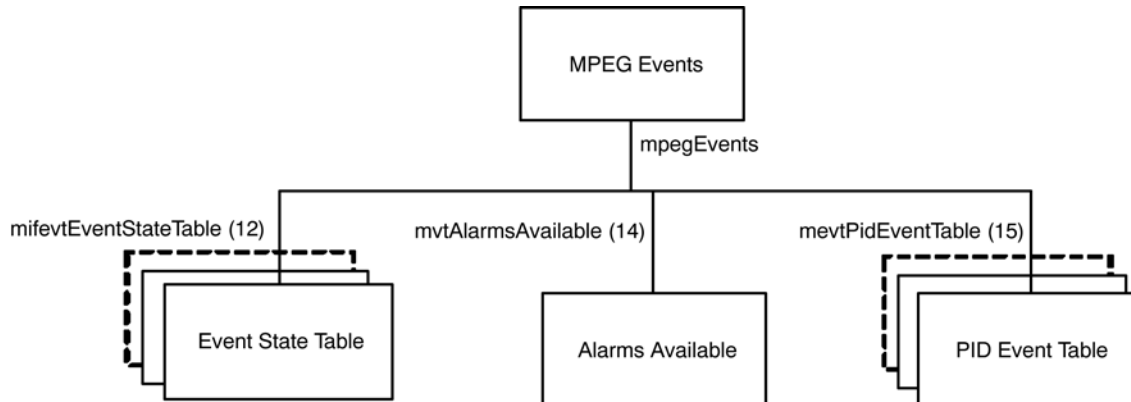 MPEG Events
mpegEvents
mifevtEventStateTable (12)
mvtAlarmsAvailable (14)
mevtPidEventTable (15)
Event State Table
Alarms Available
PID Event Table